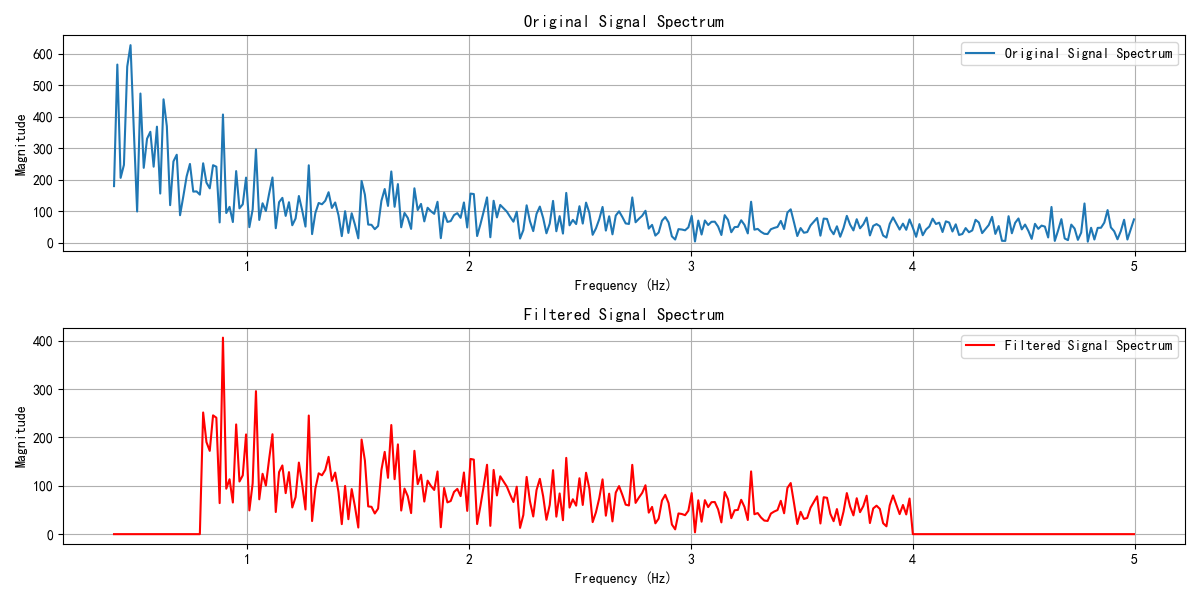 Original Signal Spectrum
Original Signal Spectrum
Magnitude
600
500
400
300
200
100
0
1
2
3
4
5
Frequency (Hz)
Filtered Signal Spectrum
Filtered Signal Spectrum
Magnitude
400
300
200
100
0
1
2
3
4
5
Frequency (Hz)